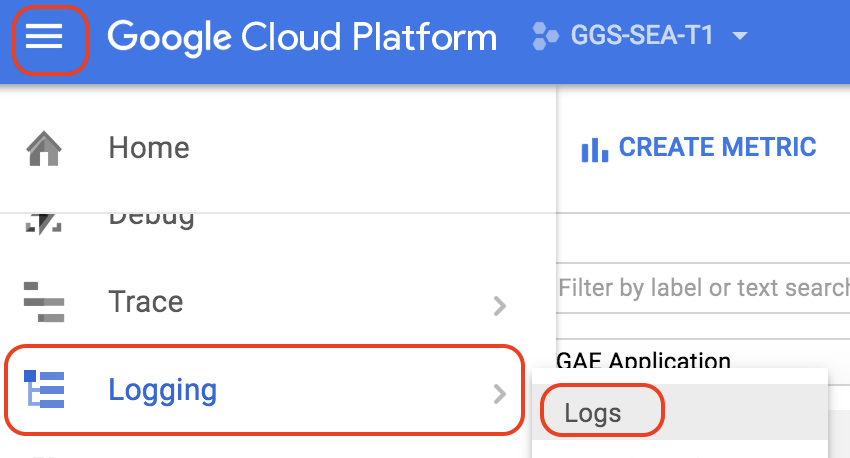 Google Cloud Platform GGS-SEA-T1
Home
CREATE METRIC
Debug
Trace
Filter by label or text search
GAE Application
Logging
Logs